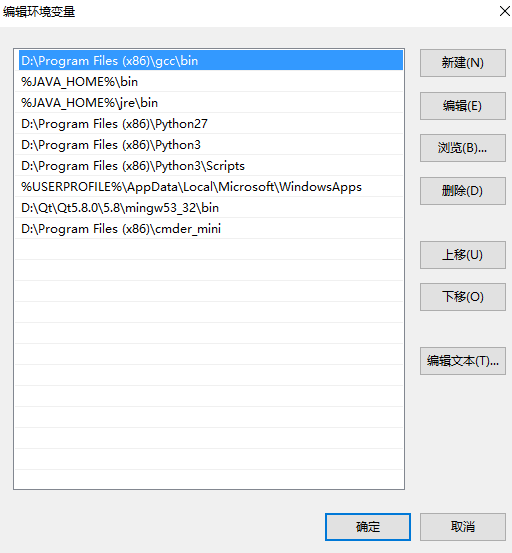 编辑环境变量
D:\Program Files (x86)\gcc\bin
%JAVA_HOME%\bin
%JAVA_HOME%\jre\bin
D:\Program Files (x86)\Python27
D:\Program Files (x86)\Python3
D:\Program Files (x86)\Python3\Scripts
%USERPROFILE%\AppData\Local\Microsoft\WindowsApps
D:\Qt\Qt5.8.0\5.8\mingw53_32\bin
D:\Program Files (x86)\cmder_mini
新建(N)
编辑(E)
浏览(B)...
删除(D)
上移(U)
下移(O)
编辑文本(T)...
确定
取消